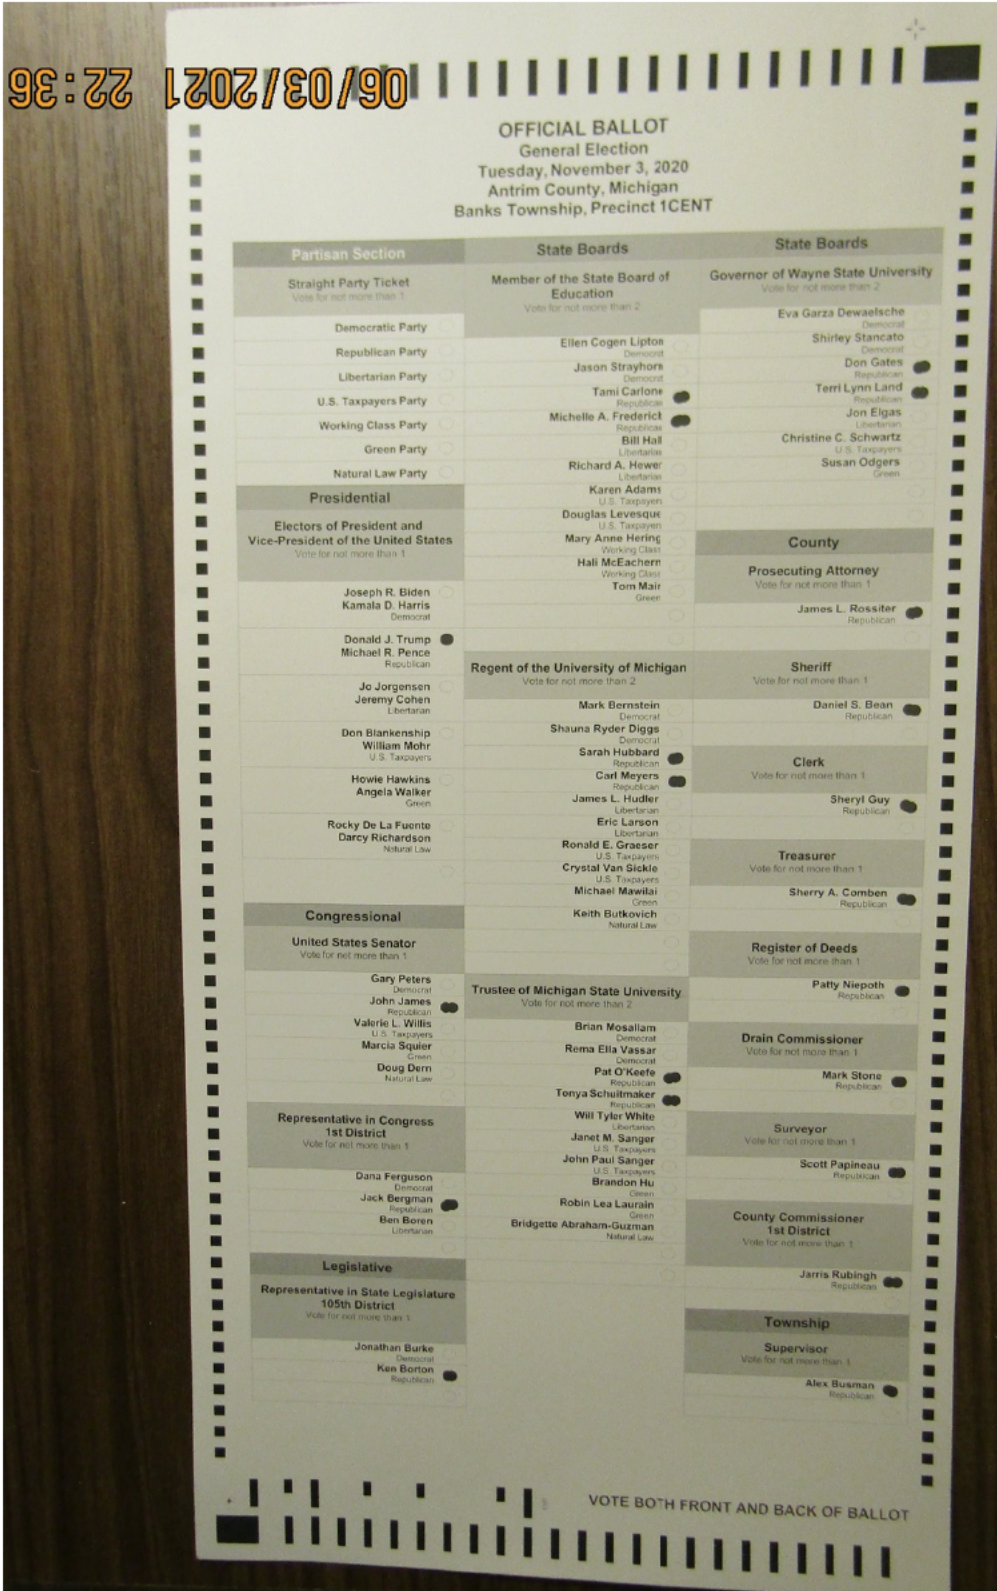 06/03/2021 22:36
OFFICIAL BALLOT
General Election
Tuesday, November 3, 2020
Antrim County, Michigan
Banks Township, Precinct 1CENT
Partisan Section
Straight Party Ticket
Vote for not more than 1
Democratic Party
Republican Party
Libertarian Party
U.S. Taxpayers Party
Working Class Party
Green Party
Natural Law Party
Presidential
Electors of President and
Vice-President of the United States
Vote for not more than 1
Joseph R. Biden
Kamala D. Harris
Democrat
Donald J. Trump
Michael R. Pence
Republican
Jo Jorgensen
Jeremy Cohen
Libertarian
Don Blankenship
William Mohr
U.S. Taxpayers
Howie Hawkins
Angela Walker
Green
Rocky De La Fuente
Darcy Richardson
Natural Law
Congressional
United States Senator
Vote for not more than 1
Gary Peters
Democrat
John James
Republican
Valerie L. Willis
U.S. Taxpayers
Marcia Squier
Green
Doug Dern
Natural Law
Representative in Congress
1st District
Vote for not more than 1
Dana Ferguson
Democrat
Jack Bergman
Republican
Ben Boren
Libertarian
Legislative
Representative in State Legislature
105th District
Vote for not more than 1
Jonathan Burke
Democrat
Ken Borton
Republican
State Boards
Member of the State Board of
Education
Vote for not more than 2
Ellen Cogen Lipton
Democrat
Jason Strayhorn
Democrat
Tami Carlone
Republican
Michelle A. Frederick
Republican
Bill Hall
Libertarian
Richard A. Hewer
Libertarian
Karen Adams
U.S. Taxpayers
Douglas Levesque
U.S. Taxpayers
Mary Anne Hering
Working Class
Hali McEachern
Working Class
Tom Mair
Green
Regent of the University of Michigan
Vote for not more than 2
Mark Bernstein
Democrat
Shauna Ryder Diggs
Democrat
Sarah Hubbard
Republican
Carl Meyers
Republican
James L. Hudler
Libertarian
Eric Larson
Libertarian
Ronald E. Graeser
U.S. Taxpayers
Crystal Van Sickle
U.S. Taxpayers
Michael Mawilai
Green
Keith Butkovich
Natural Law
Trustee of Michigan State University
Vote for not more than 2
Brian Mosallam
Democrat
Rema Ella Vassar
Democrat
Pat O'Keefe
Republican
Tonya Schuitmaker
Republican
Will Tyler White
Libertarian
Janet M. Sanger
U.S. Taxpayers
John Paul Sanger
U.S. Taxpayers
Brandon Hu
Green
Robin Lea Laurain
Green
Bridgette Abraham-Guzman
Natural Law
State Boards
Governor of Wayne State University
Vote for not more than 2
Eva Garza Dewaelsche
Democrat
Shirley Stancato
Democrat
Don Gates
Republican
Terri Lynn Land
Republican
Jon Elgas
Libertarian
Christine C. Schwartz
U.S. Taxpayers
Susan Odgers
Green
County
Prosecuting Attorney
Vote for not more than 1
James L. Rossiter
Republican
Sheriff
Vote for not more than 1
Daniel S. Bean
Republican
Clerk
Vote for not more than 1
Sheryl Guy
Republican
Treasurer
Vote for not more than 1
Sherry A. Comben
Republican
Register of Deeds
Vote for not more than 1
Patty Niepoth
Republican
Drain Commissioner
Vote for not more than 1
Mark Stone
Republican
Surveyor
Vote for not more than 1
Scott Papineau
Republican
County Commissioner
1st District
Vote for not more than 1
Jarris Rubingh
Republican
Township
Supervisor
Vote for not more than 1
Alex Busman
Republican
VOTE BOTH FRONT AND BACK OF BALLOT